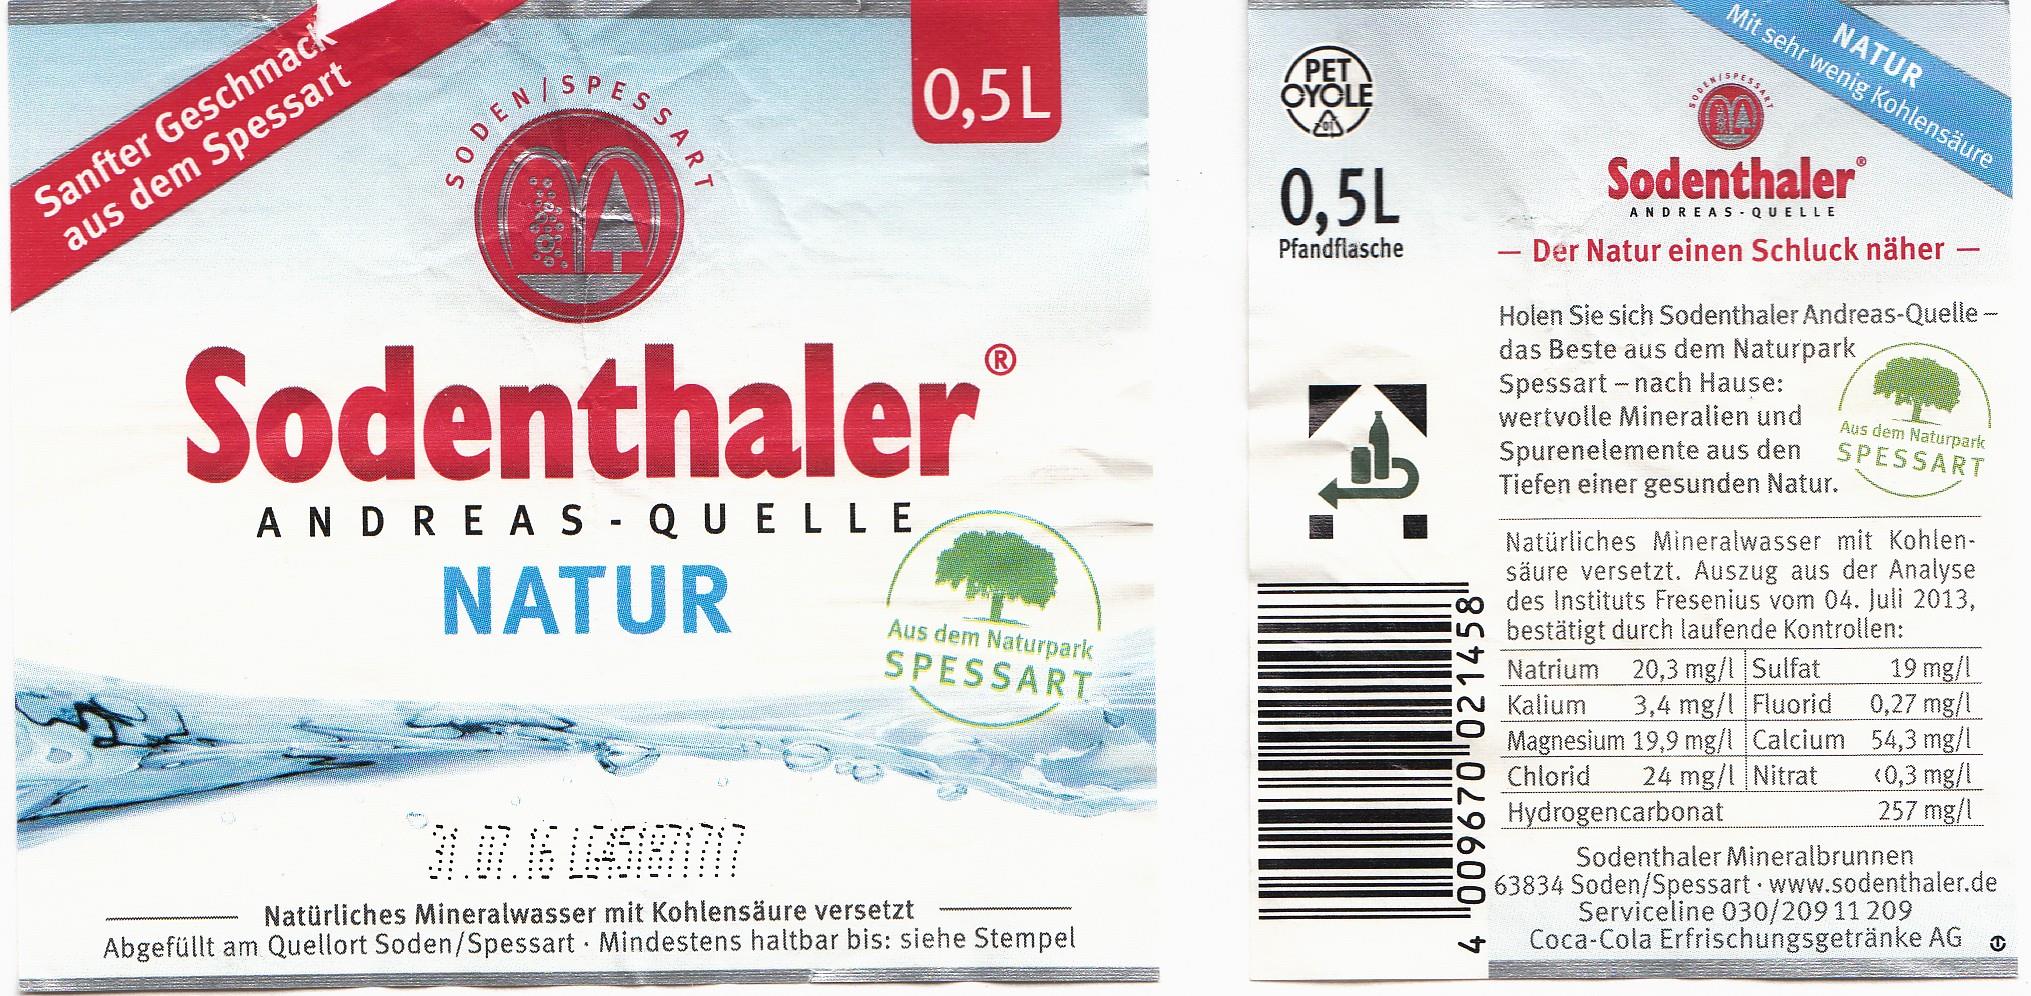 Sanfter Geschmack
aus dem Spessart
SODEN/SPESSART
0,5L
Sodenthaler®
ANDREAS-QUELLE
NATUR
Aus dem Naturpark
SPESSART
31.07.16
Natürliches Mineralwasser mit Kohlensäure versetzt
Abgefüllt am Quellort Soden/Spessart · Mindestens haltbar bis: siehe Stempel
PET
CYCLE
01
0,5L
Pfandflasche
4 009670 021458
NATUR
Mit sehr wenig Kohlensäure
SODEN/SPESSART
Sodenthaler®
ANDREAS-QUELLE
— Der Natur einen Schluck näher —
Holen Sie sich Sodenthaler Andreas-Quelle –
das Beste aus dem Naturpark
Spessart – nach Hause:
wertvolle Mineralien und
Spurenelemente aus den
Tiefen einer gesunden Natur.
Aus dem Naturpark
SPESSART
Natürliches Mineralwasser mit Kohlen-
säure versetzt. Auszug aus der Analyse
des Instituts Fresenius vom 04. Juli 2013,
bestätigt durch laufende Kontrollen:
Natrium 20,3 mg/l Sulfat 19 mg/l
Kalium 3,4 mg/l Fluorid 0,27 mg/l
Magnesium 19,9 mg/l Calcium 54,3 mg/l
Chlorid 24 mg/l Nitrat <0,3 mg/l
Hydrogencarbonat 257 mg/l
Sodenthaler Mineralbrunnen
63834 Soden/Spessart · www.sodenthaler.de
Serviceline 030/209 11 209
Coca-Cola Erfrischungsgetränke AG